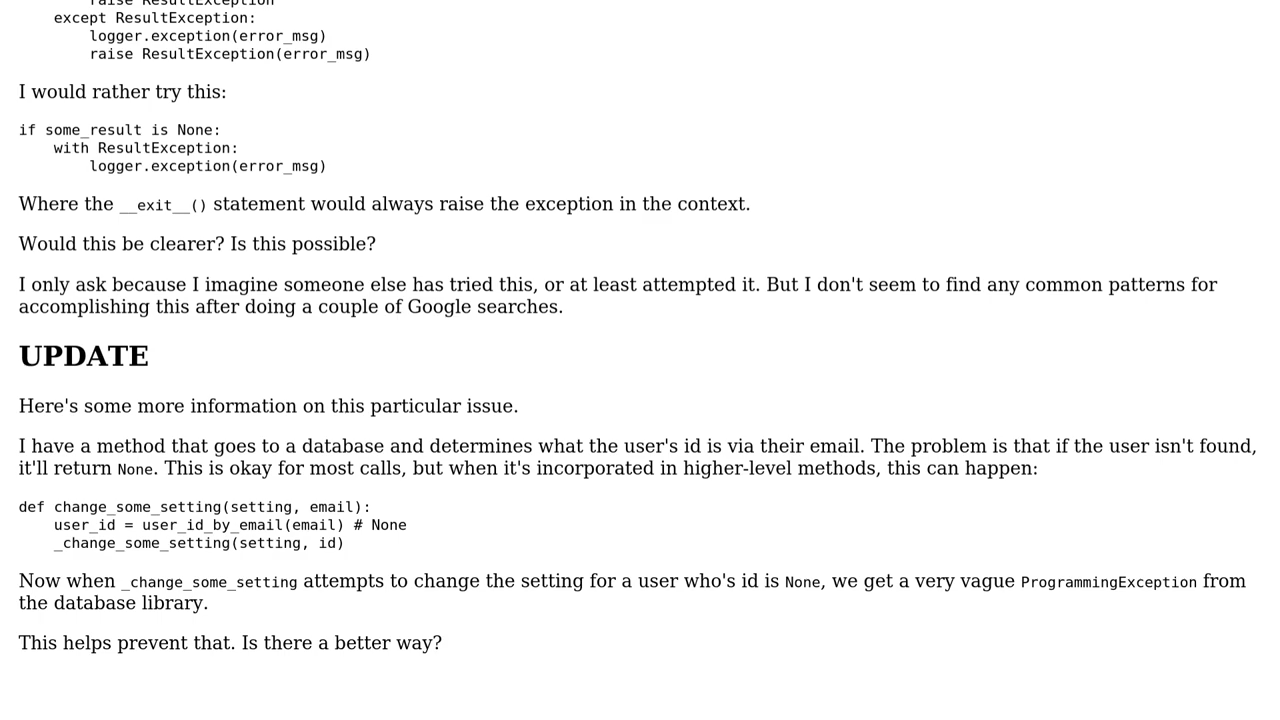 raise ResultException
    except ResultException:
        logger.exception(error_msg)
        raise ResultException(error_msg)
I would rather try this:
if some_result is None:
    with ResultException:
        logger.exception(error_msg)
Where the __exit__() statement would always raise the exception in the context.
Would this be clearer? Is this possible?
I only ask because I imagine someone else has tried this, or at least attempted it. But I don't seem to find any common patterns for
accomplishing this after doing a couple of Google searches.
UPDATE
Here's some more information on this particular issue.
I have a method that goes to a database and determines what the user's id is via their email. The problem is that if the user isn't found,
it'll return None. This is okay for most calls, but when it's incorporated in higher-level methods, this can happen:
def change_some_setting(setting, email):
    user_id = user_id_by_email(email) # None
    _change_some_setting(setting, id)
Now when _change_some_setting attempts to change the setting for a user who's id is None, we get a very vague ProgrammingException from
the database library.
This helps prevent that. Is there a better way?